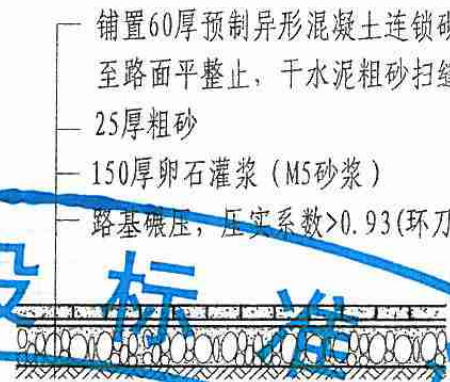 铺置60厚预制异形混凝土连锁砖
至路面平整止，干水泥粗砂扫缝
25厚粗砂
150厚卵石灌浆（M5砂浆）
路基碾压，压实系数>0.93(环刀
设标准